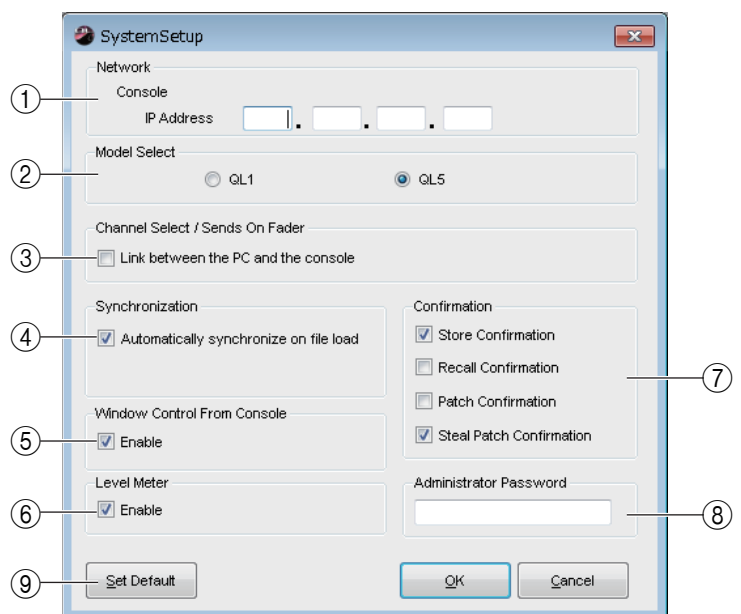 SystemSetup
Network
① Console
IP Address . . .
Model Select
② QL1 QL5
Channel Select / Sends On Fader
③ Link between the PC and the console
Synchronization
④ Automatically synchronize on file load
Confirmation
Store Confirmation
Recall Confirmation
⑦
Patch Confirmation
Steal Patch Confirmation
Window Control From Console
⑤ Enable
Level Meter
⑥ Enable
Administrator Password
⑧
⑨ Set Default OK Cancel